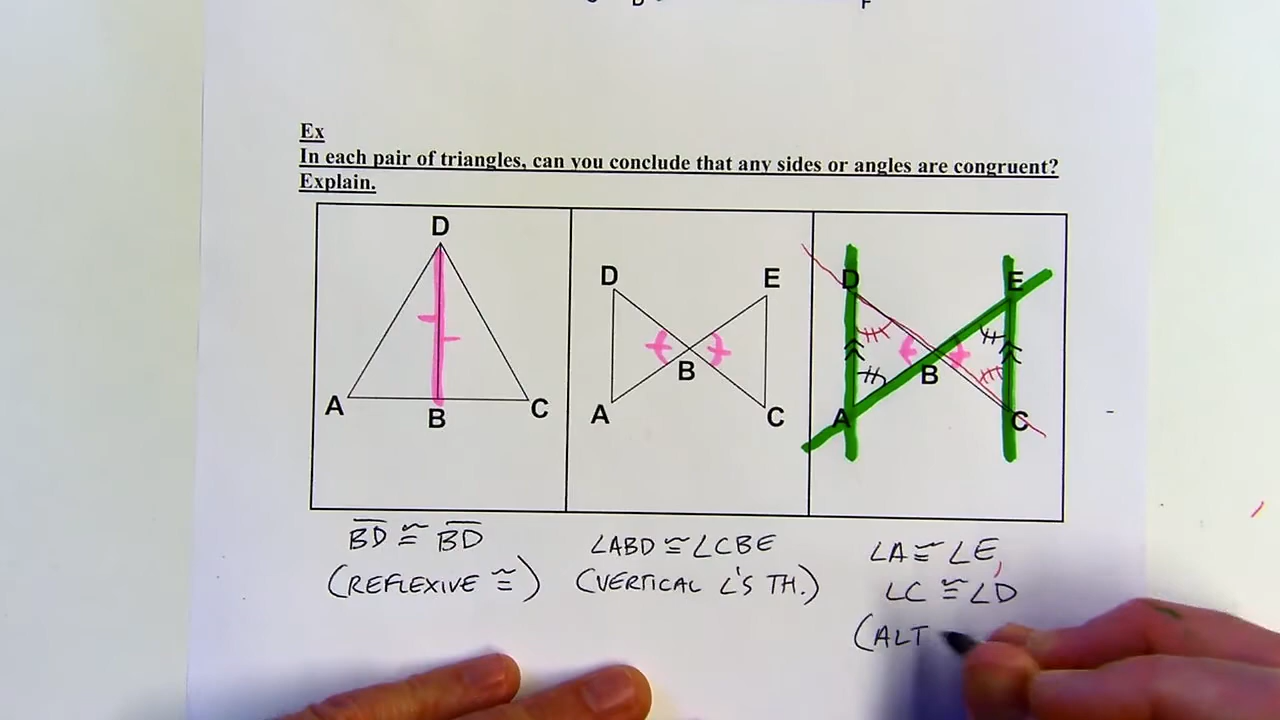 F
Ex
In each pair of triangles, can you conclude that any sides or angles are congruent?
Explain.
D
A
B
C
D
E
B
A
C
D
E
B
A
C
BD ≅ BD
(REFLEXIVE ≅)
∠ABD ≅ ∠CBE
(VERTICAL ∠'S TH.)
∠A ≅ ∠E,
∠C ≅ ∠D
(ALT